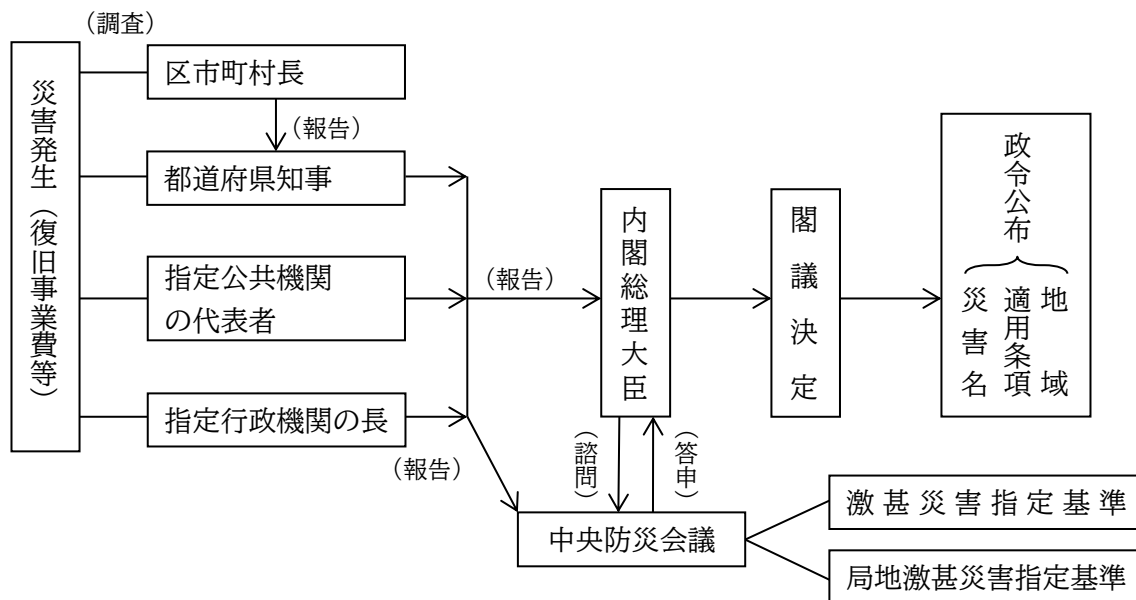 （調査）
災害発生（復旧事業費等）
区市町村長
（報告）
都道府県知事
指定公共機関
の代表者
指定行政機関の長
（報告）
（報告）
内閣総理大臣
閣議決定
政令公布
災害名
適用条項
地域
（諮問）
（答申）
中央防災会議
激甚災害指定基準
局地激甚災害指定基準